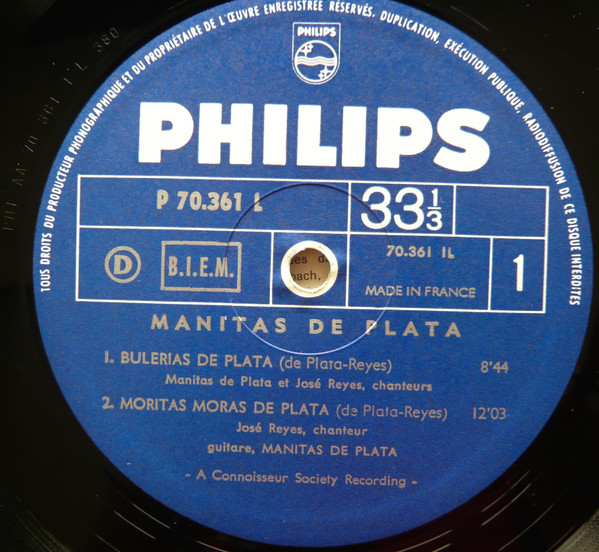 TOUS DROITS DU PRODUCTEUR PHONOGRAPHIQUE ET DU PROPRIÉTAIRE DE L'ŒUVRE ENREGISTRÉE RÉSERVÉS. DUPLICATION, EXÉCUTION PUBLIQUE, RADIODIFFUSION DE CE DISQUE INTERDITES
PHILIPS
PHILIPS
P 70.361 L
33 1/3
D
B.I.E.M.
70.361 1L
MADE IN FRANCE
1
MANITAS DE PLATA
1. BULERIAS DE PLATA (de Plata-Reyes) 8'44
Manitas de Plata et José Reyes, chanteurs
2. MORITAS MORAS DE PLATA (de Plata-Reyes) 12'03
José Reyes, chanteur
guitare, MANITAS DE PLATA
- A Connoisseur Society Recording -